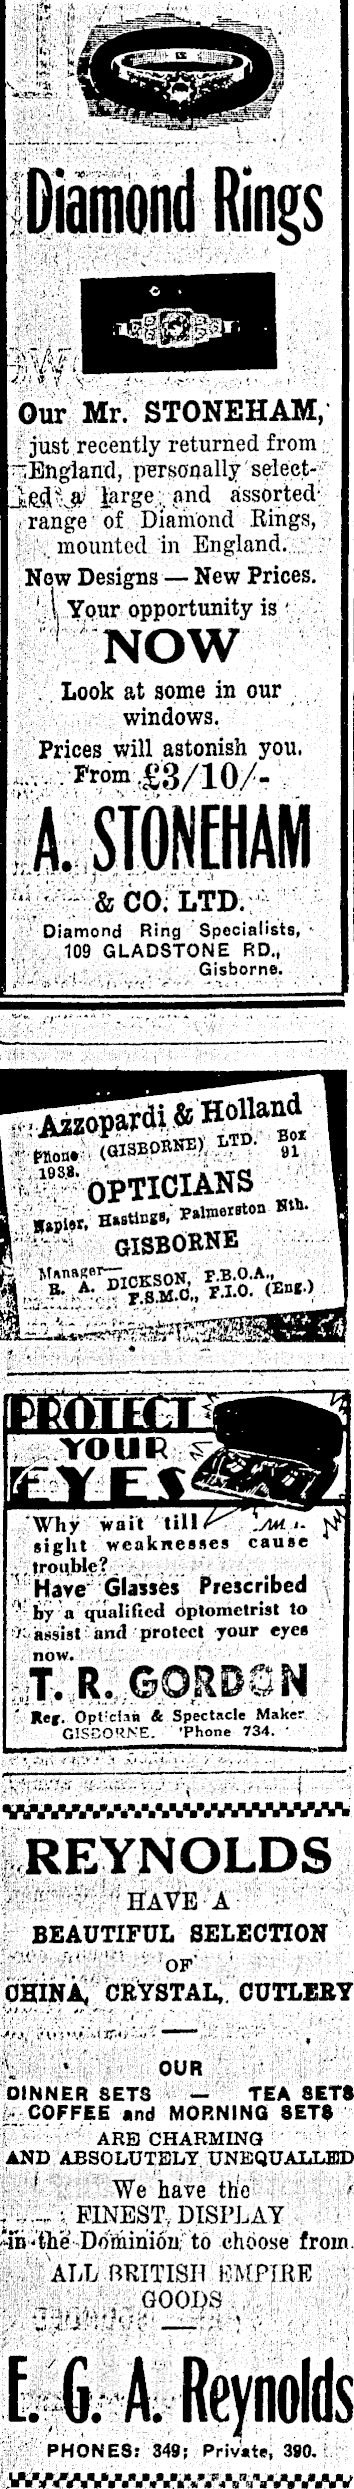 Diamond Rings
Our Mr. STONEHAM,
just recently returned from
England, personally select-
ed a large and assorted
range of Diamond Rings,
mounted in England.
New Designs — New Prices.
Your opportunity is
NOW
Look at some in our
windows.
Prices will astonish you.
From £3/10/-
A. STONEHAM
& CO. LTD.
Diamond Ring Specialists,
109 GLADSTONE RD.,
Gisborne.
Azzopardi & Holland
Phone (GISBORNE) LTD. Box
1938. 91
OPTICIANS
Napier, Hastings, Palmerston Nth.
GISBORNE
Manager—
R. A. DICKSON, F.B.O.A.,
F.S.M.C., F.I.O. (Eng.)
PROTECT
YOUR
EYES
Why wait till
sight weaknesses cause
trouble?
Have Glasses Prescribed
by a qualified optometrist to
assist and protect your eyes
now.
T. R. GORDON
Reg. Optician & Spectacle Maker
GISBORNE. 'Phone 734.
REYNOLDS
HAVE A
BEAUTIFUL SELECTION
OF
CHINA, CRYSTAL, CUTLERY
OUR
DINNER SETS — TEA SETS
COFFEE and MORNING SETS
ARE CHARMING
AND ABSOLUTELY UNEQUALLED
We have the
FINEST DISPLAY
in the Dominion to choose from
ALL BRITISH EMPIRE
GOODS
E. G. A. Reynolds
PHONES: 349; Private, 390.